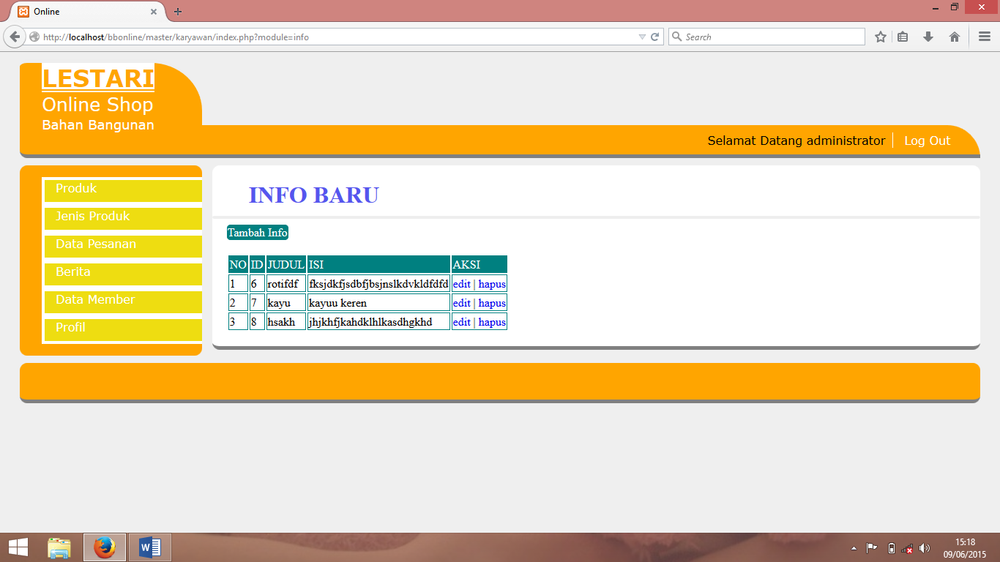 Online
http://localhost/bbonline/master/karyawan/index.php?module=info
Search
LESTARI
Online Shop
Bahan Bangunan
Selamat Datang administrator
Log Out
Produk
Jenis Produk
Data Pesanan
Berita
Data Member
Profil
INFO BARU
Tambah Info
NO ID JUDUL ISI AKSI
1 6 rotifdf fksjdkfjsdbfjbsjnslkdvkldfdfd edit | hapus
2 7 kayu kayuu keren edit | hapus
3 8 hsakh jhjkhfjkahdklhlkasdhgkhd edit | hapus
15:18
09/06/2015